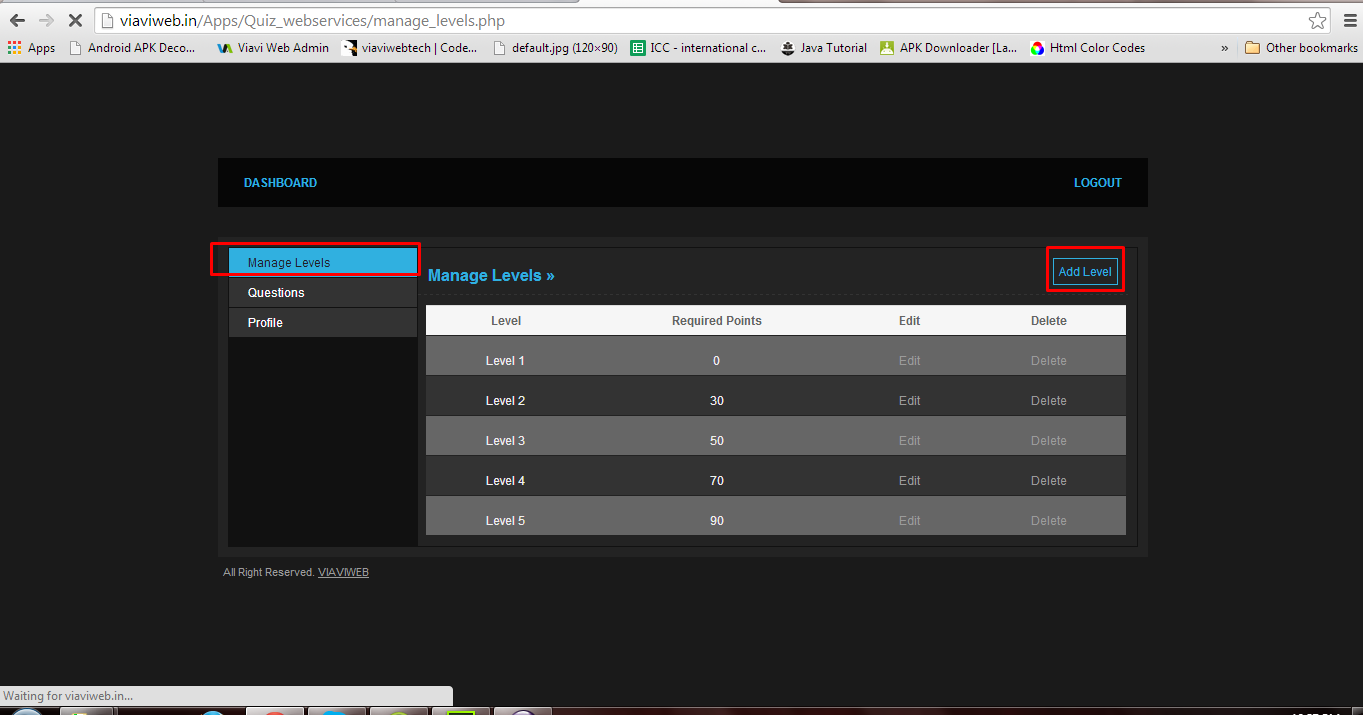 viaviweb.in/Apps/Quiz_webservices/manage_levels.php
Apps Android APK Deco... Viavi Web Admin viaviwebtech | Code... default.jpg (120×90) ICC - international c... Java Tutorial APK Downloader [La... Html Color Codes » Other bookmarks
DASHBOARD LOGOUT
Manage Levels
Questions
Profile
Manage Levels » Add Level
Level Required Points Edit Delete
Level 1 0 Edit Delete
Level 2 30 Edit Delete
Level 3 50 Edit Delete
Level 4 70 Edit Delete
Level 5 90 Edit Delete
All Right Reserved. VIAVIWEB
Waiting for viaviweb.in...